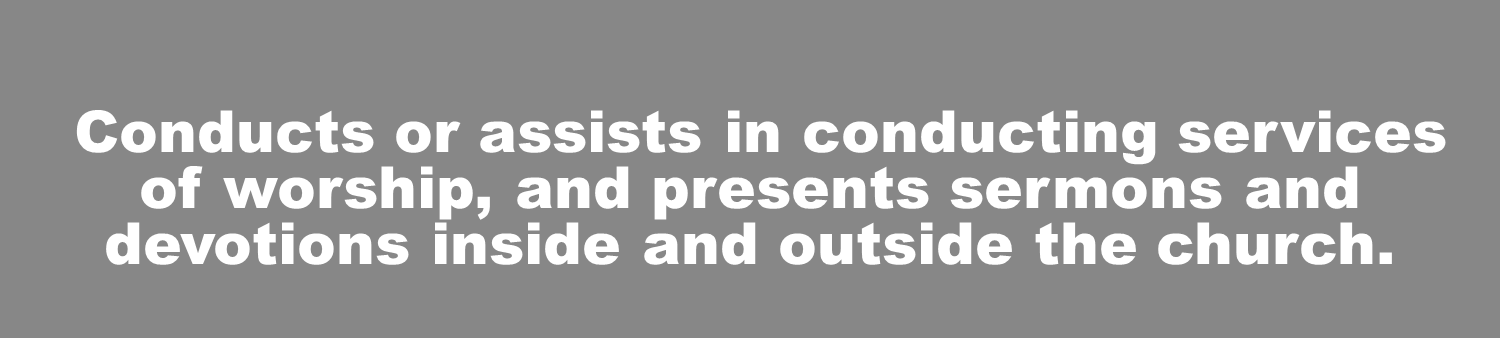 Conducts or assists in conducting services
of worship, and presents sermons and
devotions inside and outside the church.